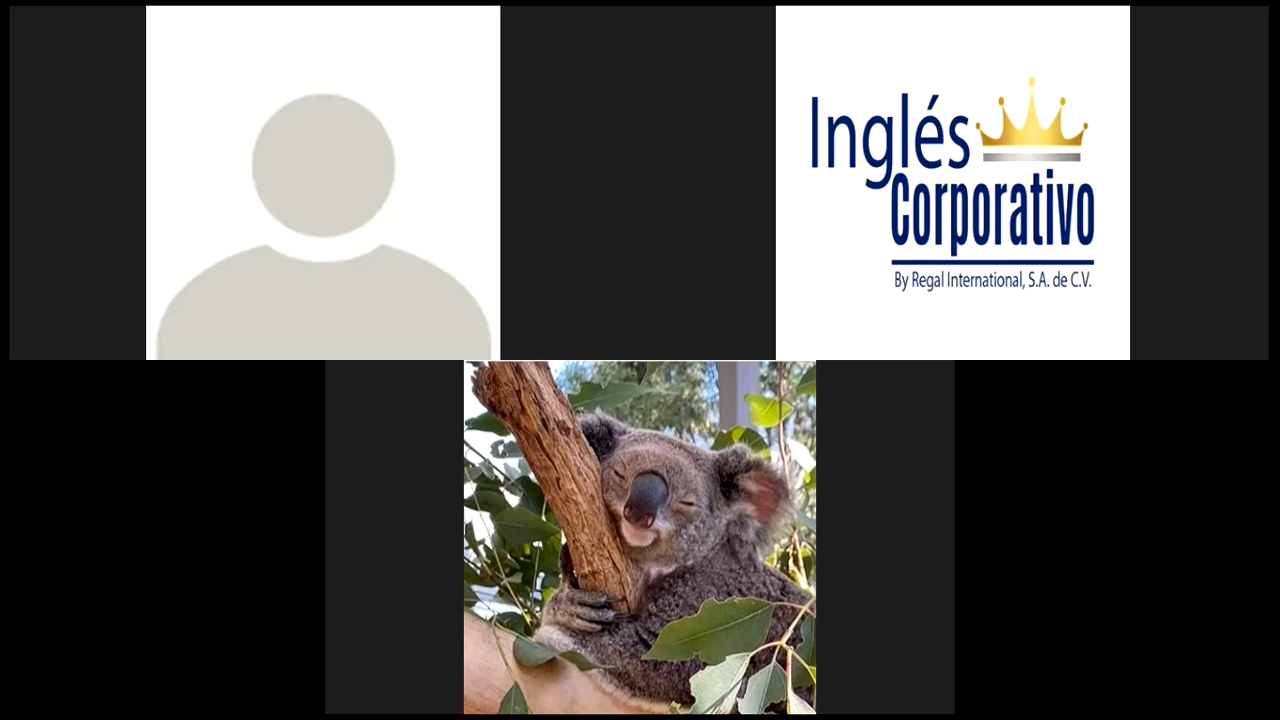 Inglés
Corporativo
By Regal International, S.A. de C.V.